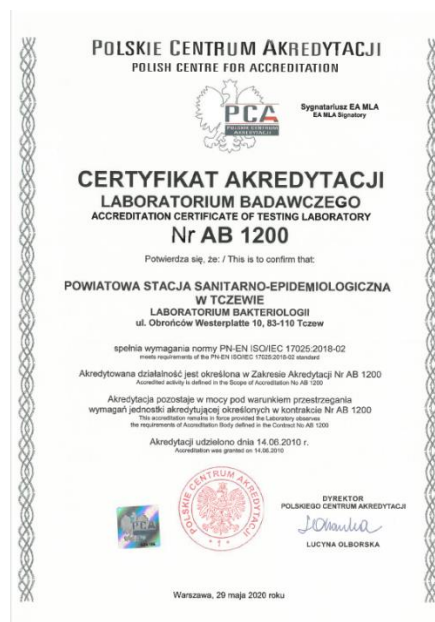 POLSKIE CENTRUM AKREDYTACJI
POLISH CENTRE FOR ACCREDITATION
PCA
POLSKIE CENTRUM
AKREDYTACJI
Sygnatariusz EA MLA
EA MLA Signatory
CERTYFIKAT AKREDYTACJI
LABORATORIUM BADAWCZEGO
ACCREDITATION CERTIFICATE OF TESTING LABORATORY
Nr AB 1200
Potwierdza się, że: / This is to confirm that:
POWIATOWA STACJA SANITARNO-EPIDEMIOLOGICZNA
W TCZEWIE
LABORATORIUM BAKTERIOLOGII
ul. Obrońców Westerplatte 10, 83-110 Tczew
spełnia wymagania normy PN-EN ISO/IEC 17025:2018-02
meets requirements of the PN-EN ISO/IEC 17025:2018-02 standard
Akredytowana działalność jest określona w Zakresie Akredytacji Nr AB 1200
Accredited activity is defined in the Scope of Accreditation No AB 1200
Akredytacja pozostaje w mocy pod warunkiem przestrzegania
wymagań jednostki akredytującej określonych w kontrakcie Nr AB 1200
This accreditation remains in force provided the Laboratory observes
the requirements of Accreditation Body defined in the Contract No AB 1200
Akredytacji udzielono dnia 14.06.2010 r.
Accreditation was granted on 14.06.2010
POLSKIE CENTRUM AKREDYTACJI
PCA
DYREKTOR
POLSKIEGO CENTRUM AKREDYTACJI
LUCYNA OLBORSKA
Warszawa, 29 maja 2020 roku